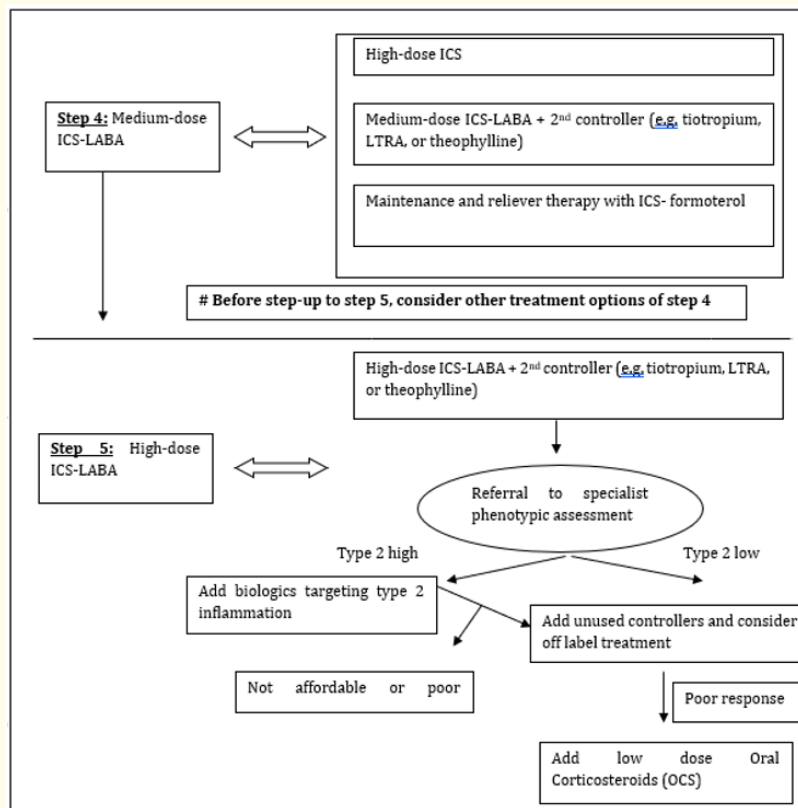 High-dose ICS
Step 4: Medium-dose
ICS-LABA
Medium-dose ICS-LABA + 2nd controller (e.g. tiotropium,
LTRA, or theophylline)
Maintenance and reliever therapy with ICS- formoterol
# Before step-up to step 5, consider other treatment options of step 4
High-dose ICS-LABA + 2nd controller (e.g. tiotropium, LTRA,
or theophylline)
Step 5: High-dose
ICS-LABA
Referral to specialist
phenotypic assessment
Type 2 high
Type 2 low
Add biologics targeting type 2
inflammation
Add unused controllers and consider
off label treatment
Not affordable or poor
Poor response
Add low dose Oral
Corticosteroids (OCS)